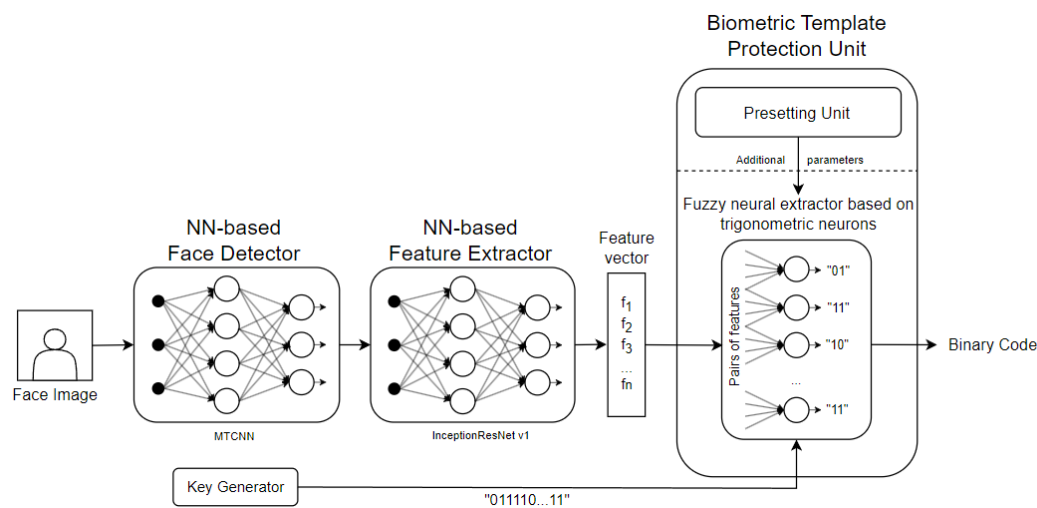 Biometric Template
Protection Unit
Presetting Unit
Additional parameters
Fuzzy neural extractor based on
trigonometric neurons
NN-based
Face Detector
NN-based
Feature Extractor
Feature
vector
f1
f2
f3
...
fn
Pairs of features
"01"
"11"
"10"
...
"11"
Binary Code
Face Image
MTCNN
InceptionResNet v1
Key Generator
"011110...11"